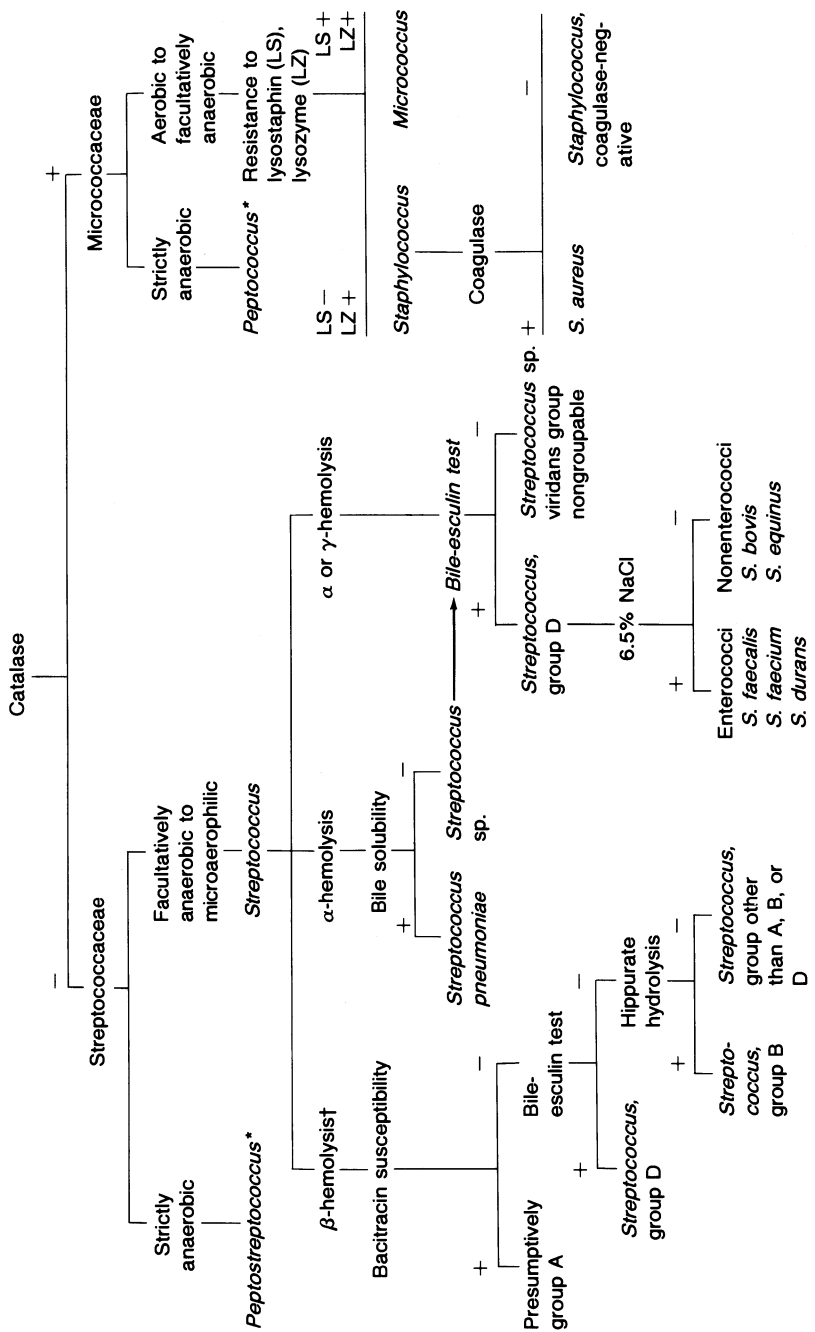 Catalase
−
+
Streptococcaceae
Micrococcaceae
Strictly
anaerobic
Facultatively
anaerobic to
microaerophilic
Strictly
anaerobic
Aerobic to
facultatively
anaerobic
Peptostreptococcus*
Streptococcus
Peptococcus*
Resistance to
lysostaphin (LS),
lysozyme (LZ)
β-hemolysis†
α-hemolysis
α or γ-hemolysis
LS −
LZ +
LS +
LZ+
Bacitracin susceptibility
Bile solubility
Staphylococcus
Micrococcus
+
−
Streptococcus
pneumoniae
Streptococcus
sp.
Bile-esculin test
Coagulase
+
−
Presumptively
group A
Bile-
esculin test
+
−
Streptococcus,
group D
Streptococcus sp.
viridans group
nongroupable
+
−
S. aureus
Staphylococcus,
coagulase-neg-
ative
+
−
Streptococcus,
group D
Hippurate
hydrolysis
6.5% NaCl
+
−
Strepto-
coccus,
group B
Streptococcus,
group other
than A, B, or
D
+
−
Enterococci
S. faecalis
S. faecium
S. durans
Nonenterococci
S. bovis
S. equinus